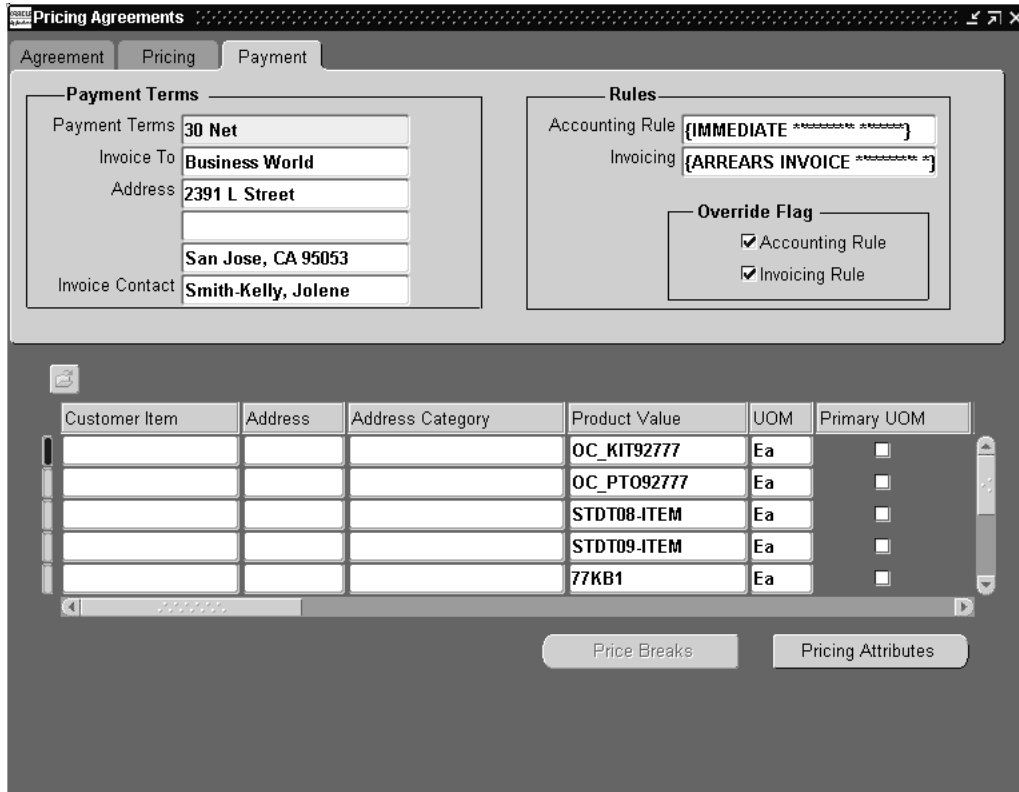 Pricing Agreements
Agreement Pricing Payment
Payment Terms
Payment Terms 30 Net
Invoice To Business World
Address 2391 L Street
San Jose, CA 95053
Invoice Contact Smith-Kelly, Jolene
Rules
Accounting Rule {IMMEDIATE
Invoicing {ARREARS INVOICE
Override Flag
Accounting Rule
Invoicing Rule
Customer Item Address Address Category Product Value UOM Primary UOM
OC_KIT92777 Ea
OC_PTO92777 Ea
STDT08-ITEM Ea
STDT09-ITEM Ea
77KB1 Ea
Price Breaks Pricing Attributes